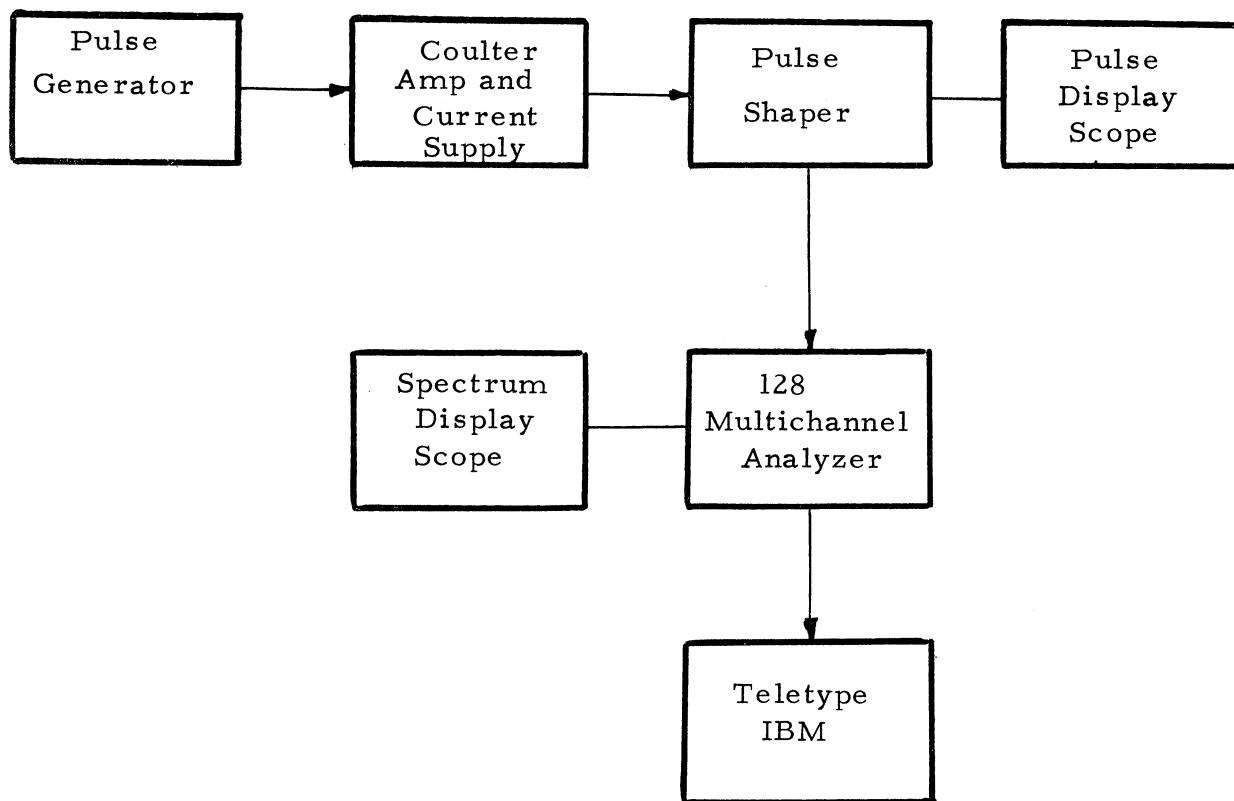 Pulse
Generator
Coulter
Amp and
Current
Supply
Pulse
Shaper
Pulse
Display
Scope
Spectrum
Display
Scope
128
Multichannel
Analyzer
Teletype
IBM